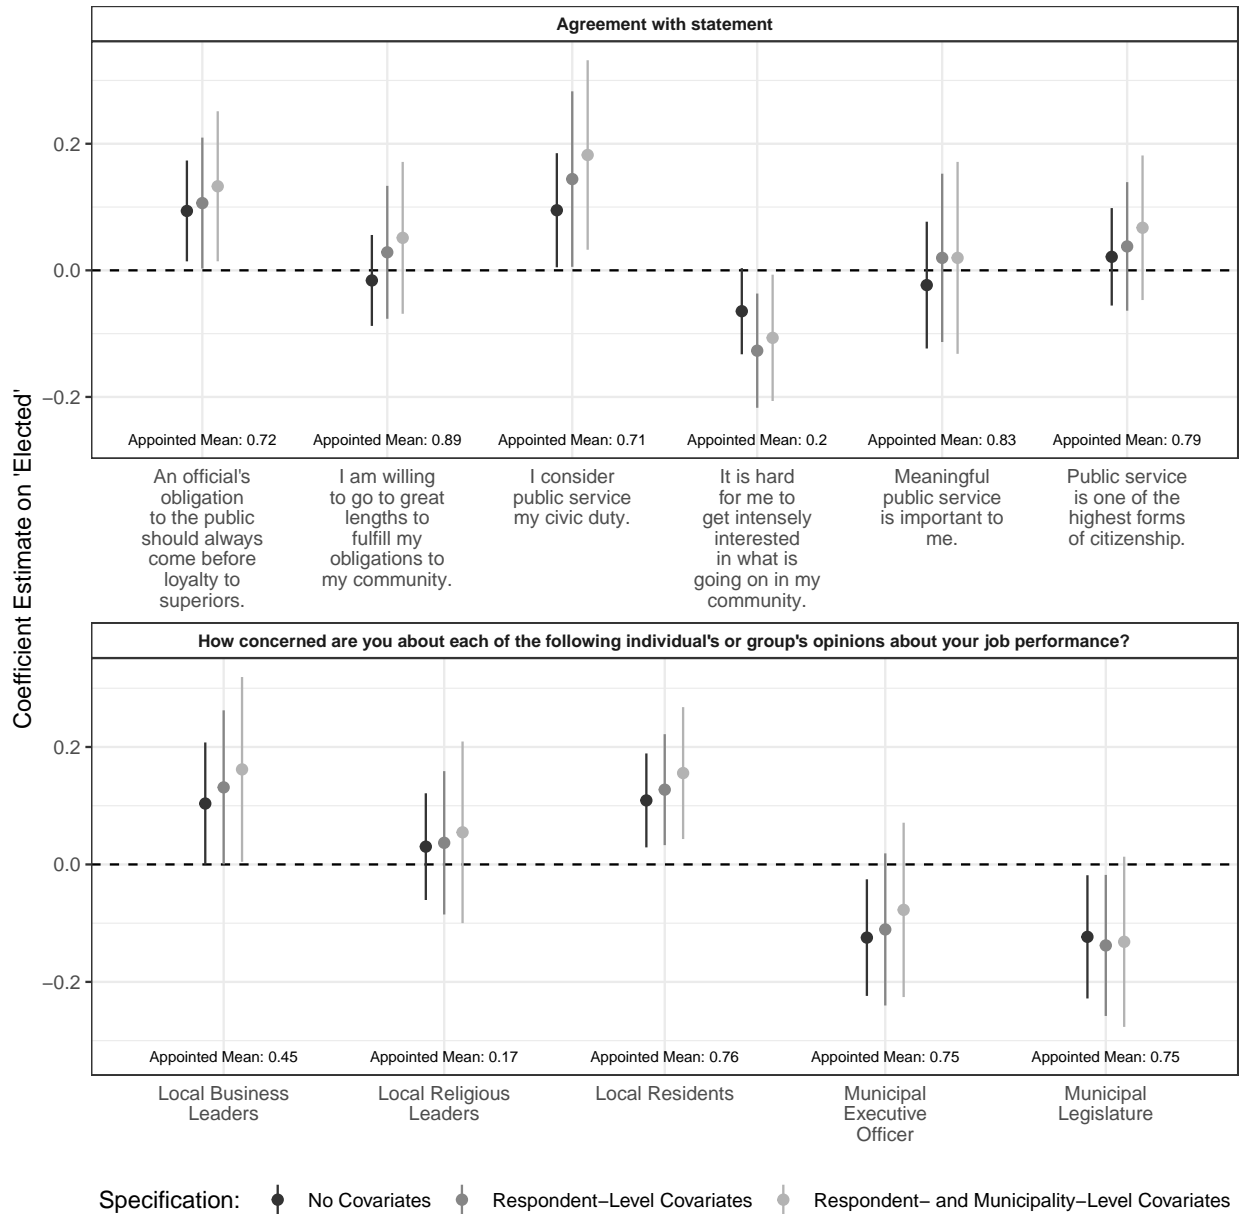 Agreement with statement
Coefficient Estimate on 'Elected'
0.2
0.0
−0.2
Appointed Mean: 0.72
Appointed Mean: 0.89
Appointed Mean: 0.71
Appointed Mean: 0.2
Appointed Mean: 0.83
Appointed Mean: 0.79
An official's
obligation
to the public
should always
come before
loyalty to
superiors.
I am willing
to go to great
lengths to
fulfill my
obligations to
my community.
I consider
public service
my civic duty.
It is hard
for me to
get intensely
interested
in what is
going on in my
community.
Meaningful
public service
is important to
me.
Public service
is one of the
highest forms
of citizenship.
How concerned are you about each of the following individual's or group's opinions about your job performance?
0.2
0.0
−0.2
Appointed Mean: 0.45
Appointed Mean: 0.17
Appointed Mean: 0.76
Appointed Mean: 0.75
Appointed Mean: 0.75
Local Business
Leaders
Local Religious
Leaders
Local Residents
Municipal
Executive
Officer
Municipal
Legislature
Specification:
No Covariates
Respondent−Level Covariates
Respondent− and Municipality−Level Covariates